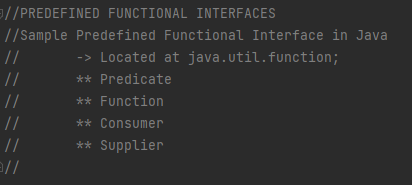 //PREDEFINED FUNCTIONAL INTERFACES
//Sample Predefined Functional Interface in Java
//       -> Located at java.util.function;
//       ** Predicate
//       ** Function
//       ** Consumer
//       ** Supplier
//